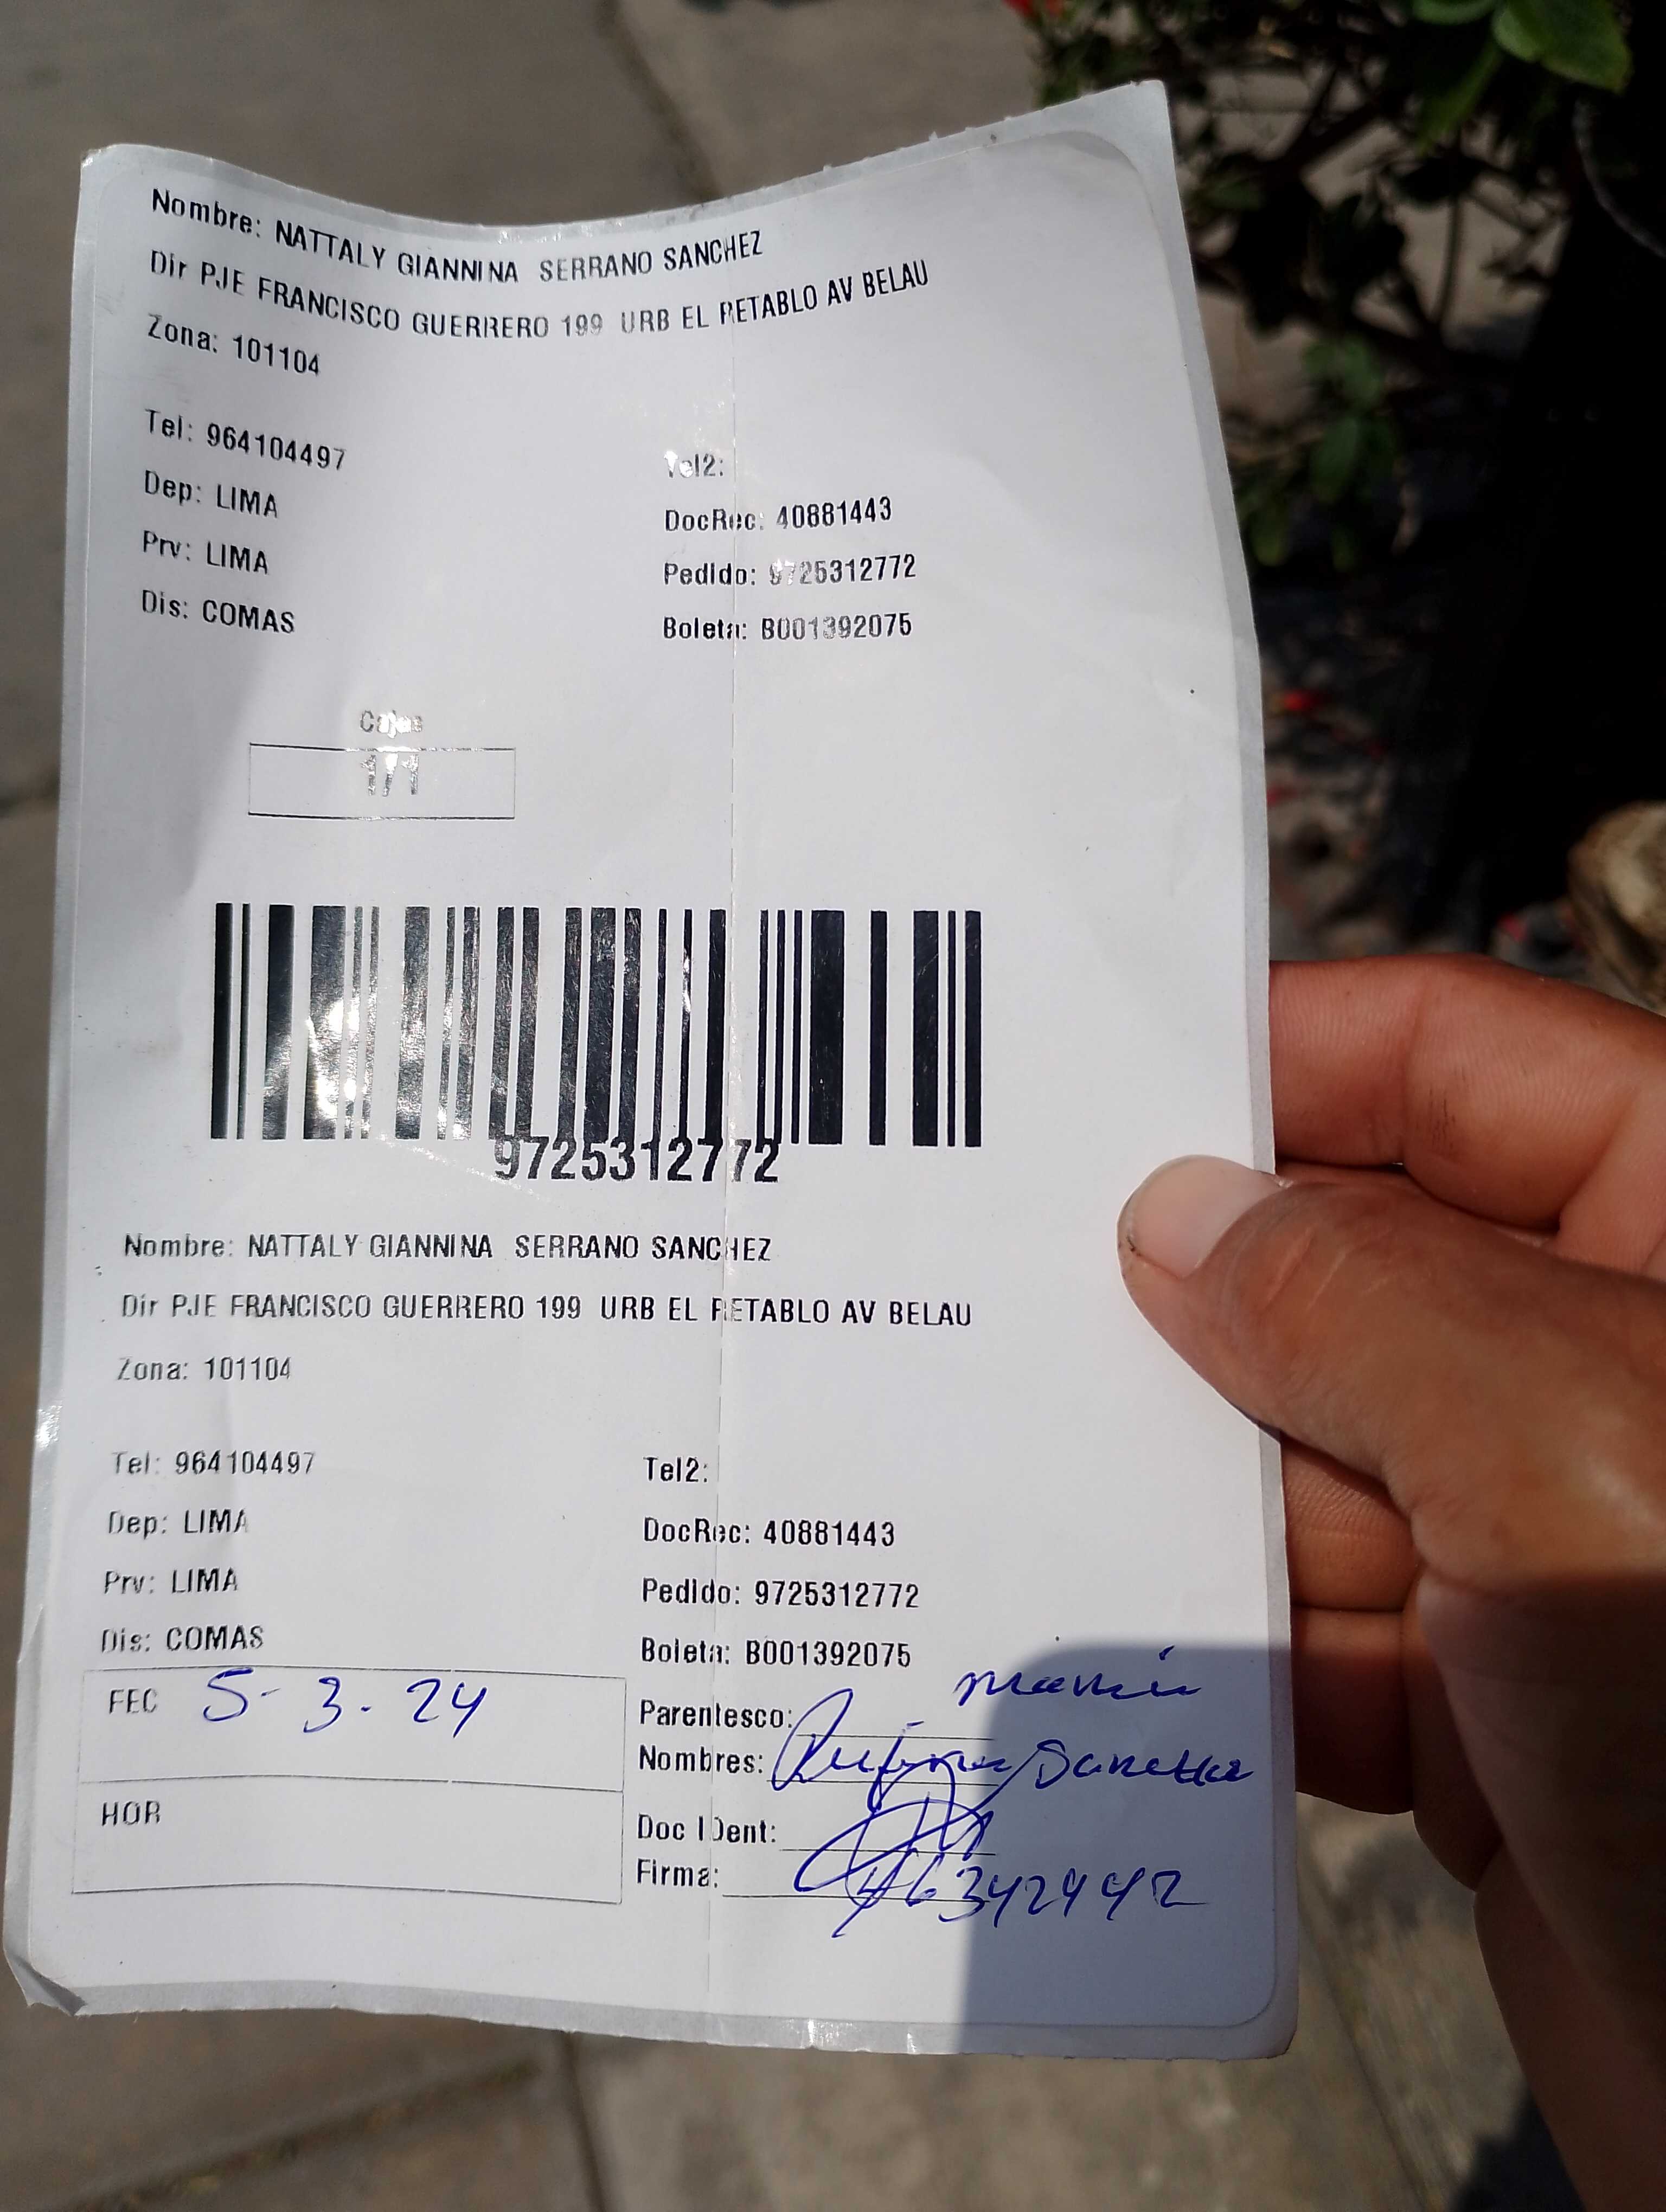 Nombre: NATTALY GIANNINA SERRANO SANCHEZ
Dir PJE FRANCISCO GUERRERO 199 URB EL RETABLO AV BELAU
Zona: 101104
Tel: 964104497
Tel2:
Dep: LIMA
DocRec: 40881443
Prv: LIMA
Pedido: 9725312772
Dis: COMAS
Boleta: B001392075
Cajas
1/1
9725312772
Nombre: NATTALY GIANNINA SERRANO SANCHEZ
Dir PJE FRANCISCO GUERRERO 199 URB EL RETABLO AV BELAU
Zona: 101104
Tel: 964104497
Tel2:
Dep: LIMA
DocRec: 40881443
Prv: LIMA
Pedido: 9725312772
Dis: COMAS
Boleta: B001392075
FEC 5-3-24
Parentesco:
Nombres:
HOR
Doc IDent:
Firma:
46342442